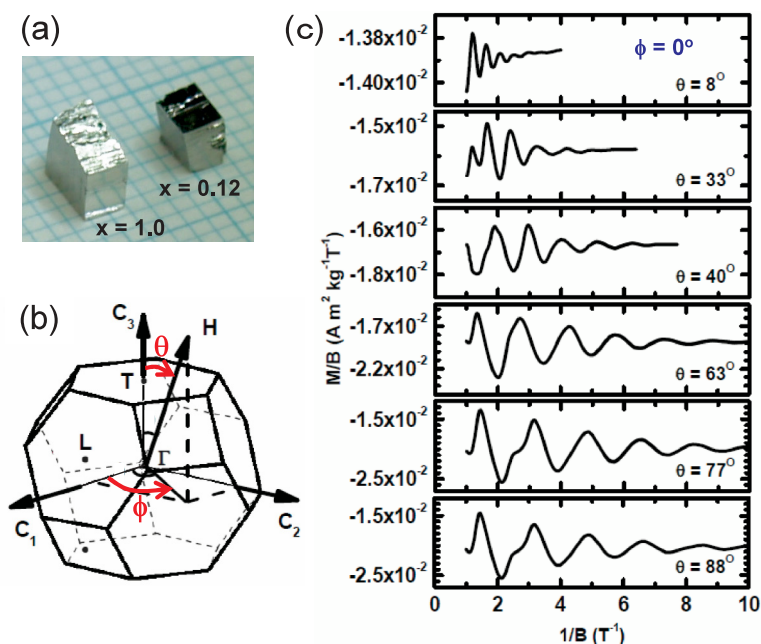 (a)
x = 1.0
x = 0.12
(b)
C3
H
θ
T
L
Γ
ϕ
C1
C2
(c)
M/B (A m² kg⁻¹T⁻¹)
-1.38x10⁻²
-1.40x10⁻²
ϕ = 0°
θ = 8°
-1.5x10⁻²
-1.7x10⁻²
θ = 33°
-1.6x10⁻²
-1.8x10⁻²
θ = 40°
-1.7x10⁻²
-2.2x10⁻²
θ = 63°
-1.5x10⁻²
-2.5x10⁻²
θ = 77°
-1.5x10⁻²
-2.5x10⁻²
θ = 88°
0 2 4 6 8 10
1/B (T⁻¹)